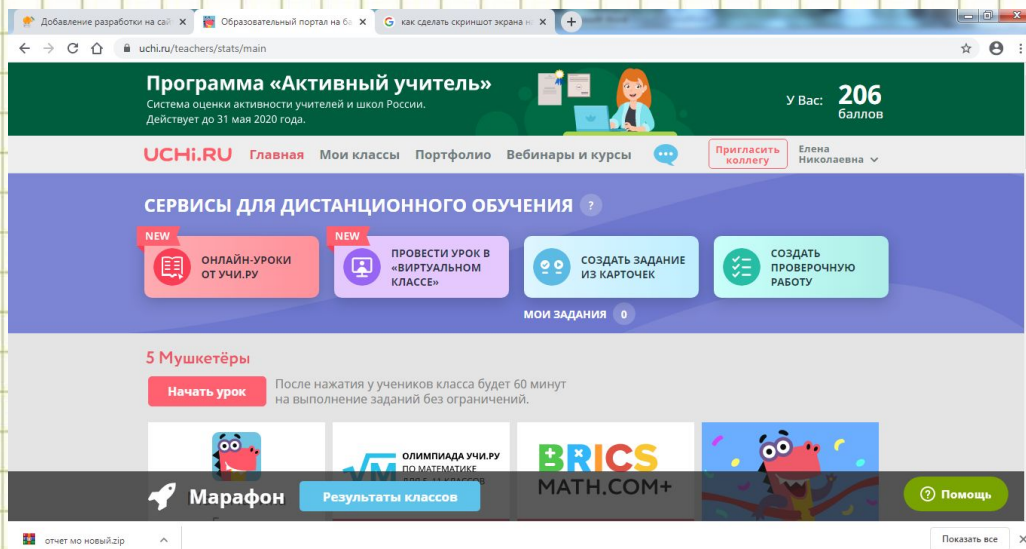 Добавление разработки на сай
Образовательный портал на ба
как сделать скриншот экрана н
uchi.ru/teachers/stats/main
Программа «Активный учитель»
Система оценки активности учителей и школ России.
Действует до 31 мая 2020 года.
У Вас: 206
баллов
UCHi.RU Главная Мои классы Портфолио Вебинары и курсы
Пригласить
коллегу
Елена
Николаевна
СЕРВИСЫ ДЛЯ ДИСТАНЦИОННОГО ОБУЧЕНИЯ ?
NEW
ОНЛАЙН-УРОКИ
ОТ УЧИ.РУ
NEW
ПРОВЕСТИ УРОК В
«ВИРТУАЛЬНОМ
КЛАССЕ»
СОЗДАТЬ ЗАДАНИЕ
ИЗ КАРТОЧЕК
СОЗДАТЬ
ПРОВЕРОЧНУЮ
РАБОТУ
МОИ ЗАДАНИЯ 0
5 Мушкетёры
Начать урок
После нажатия у учеников класса будет 60 минут
на выполнение заданий без ограничений.
ОЛИМПИАДА УЧИ.РУ
ПО МАТЕМАТИКЕ
BRICS
MATH.COM+
Марафон
Результаты классов
? Помощь
отчет мо новый.zip
Показать все